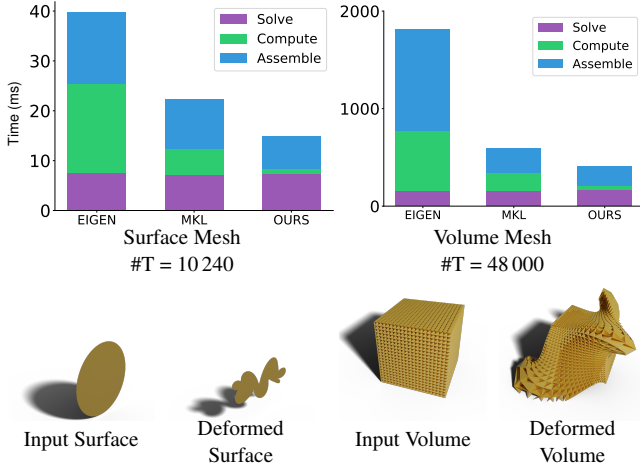 Solve
Compute
Assemble
40
30
20
10
0
Time (ms)
EIGEN MKL OURS
Surface Mesh
#T = 10 240
Solve
Compute
Assemble
2000
1000
0
EIGEN MKL OURS
Volume Mesh
#T = 48 000
Input Surface
Deformed
Surface
Input Volume
Deformed
Volume